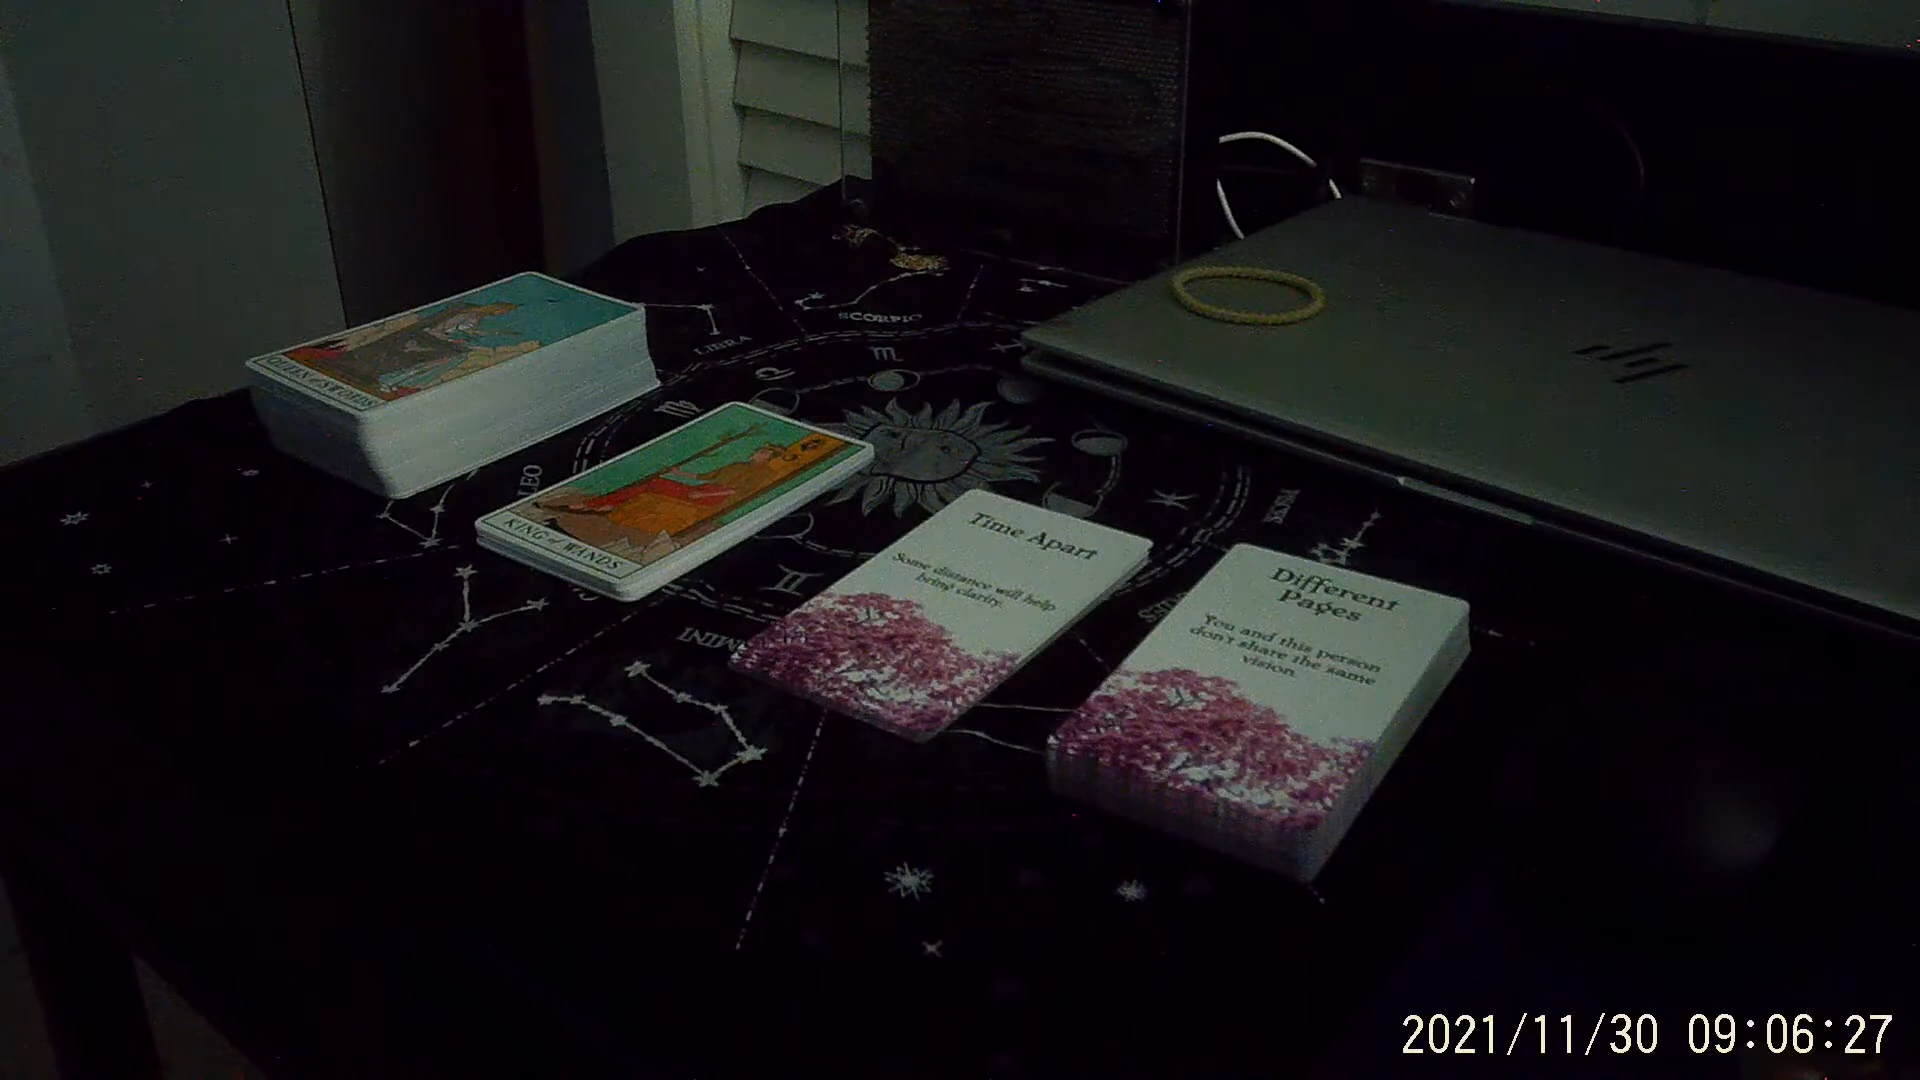 SCORPIO
LIBRA
QUEEN of SWORDS
LEO
KING of WANDS
GEMINI
Time Apart
Some distance will help
bring clarity.
Different
Pages
You and this person
don't share the same
vision.
hp
2021/11/30 09:06:27